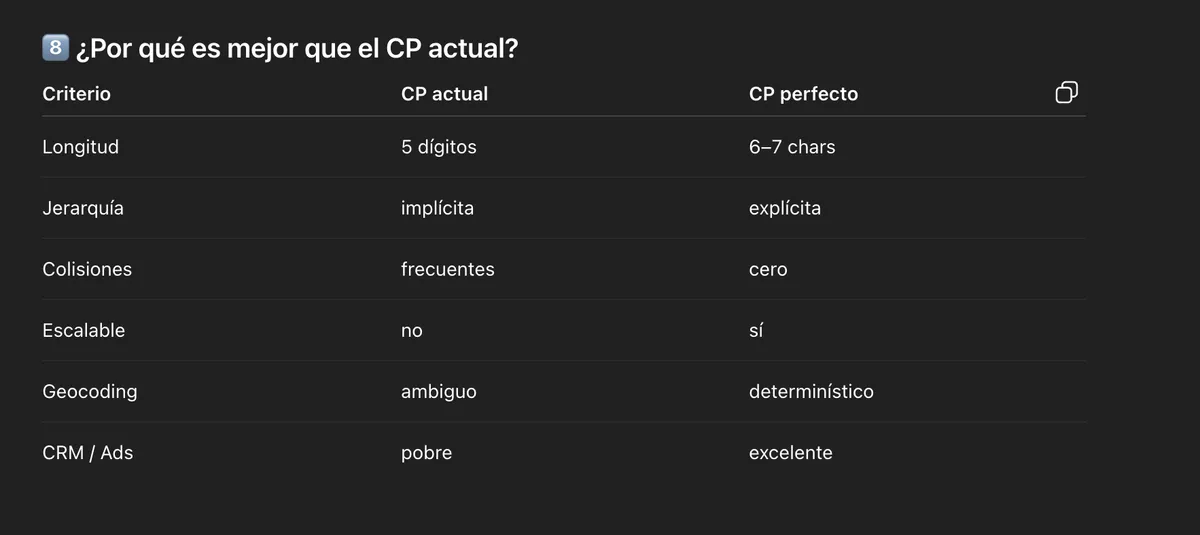 8️⃣ ¿Por qué es mejor que el CP actual?
Criterio CP actual CP perfecto
Longitud 5 dígitos 6–7 chars
Jerarquía implícita explícita
Colisiones frecuentes cero
Escalable no sí
Geocoding ambiguo determinístico
CRM / Ads pobre excelente